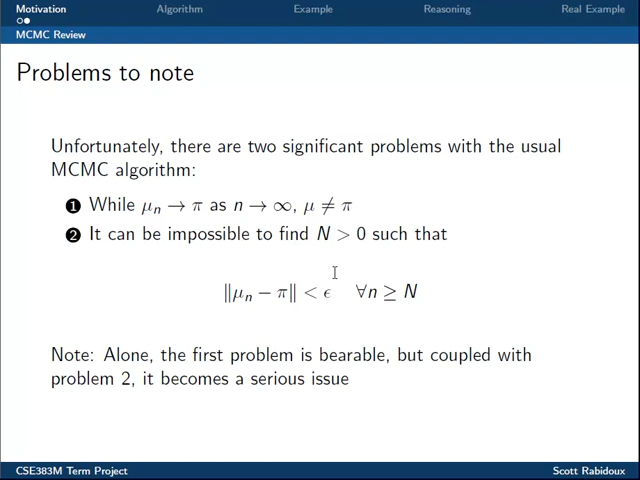 Motivation Algorithm Example Reasoning Real Example
MCMC Review
Problems to note
Unfortunately, there are two significant problems with the usual
MCMC algorithm:
1 While μₙ → π as n → ∞, μ ≠ π
2 It can be impossible to find N > 0 such that
‖μₙ − π‖ < ϵ ∀n ≥ N
Note: Alone, the first problem is bearable, but coupled with
problem 2, it becomes a serious issue
CSE383M Term Project Scott Rabidoux